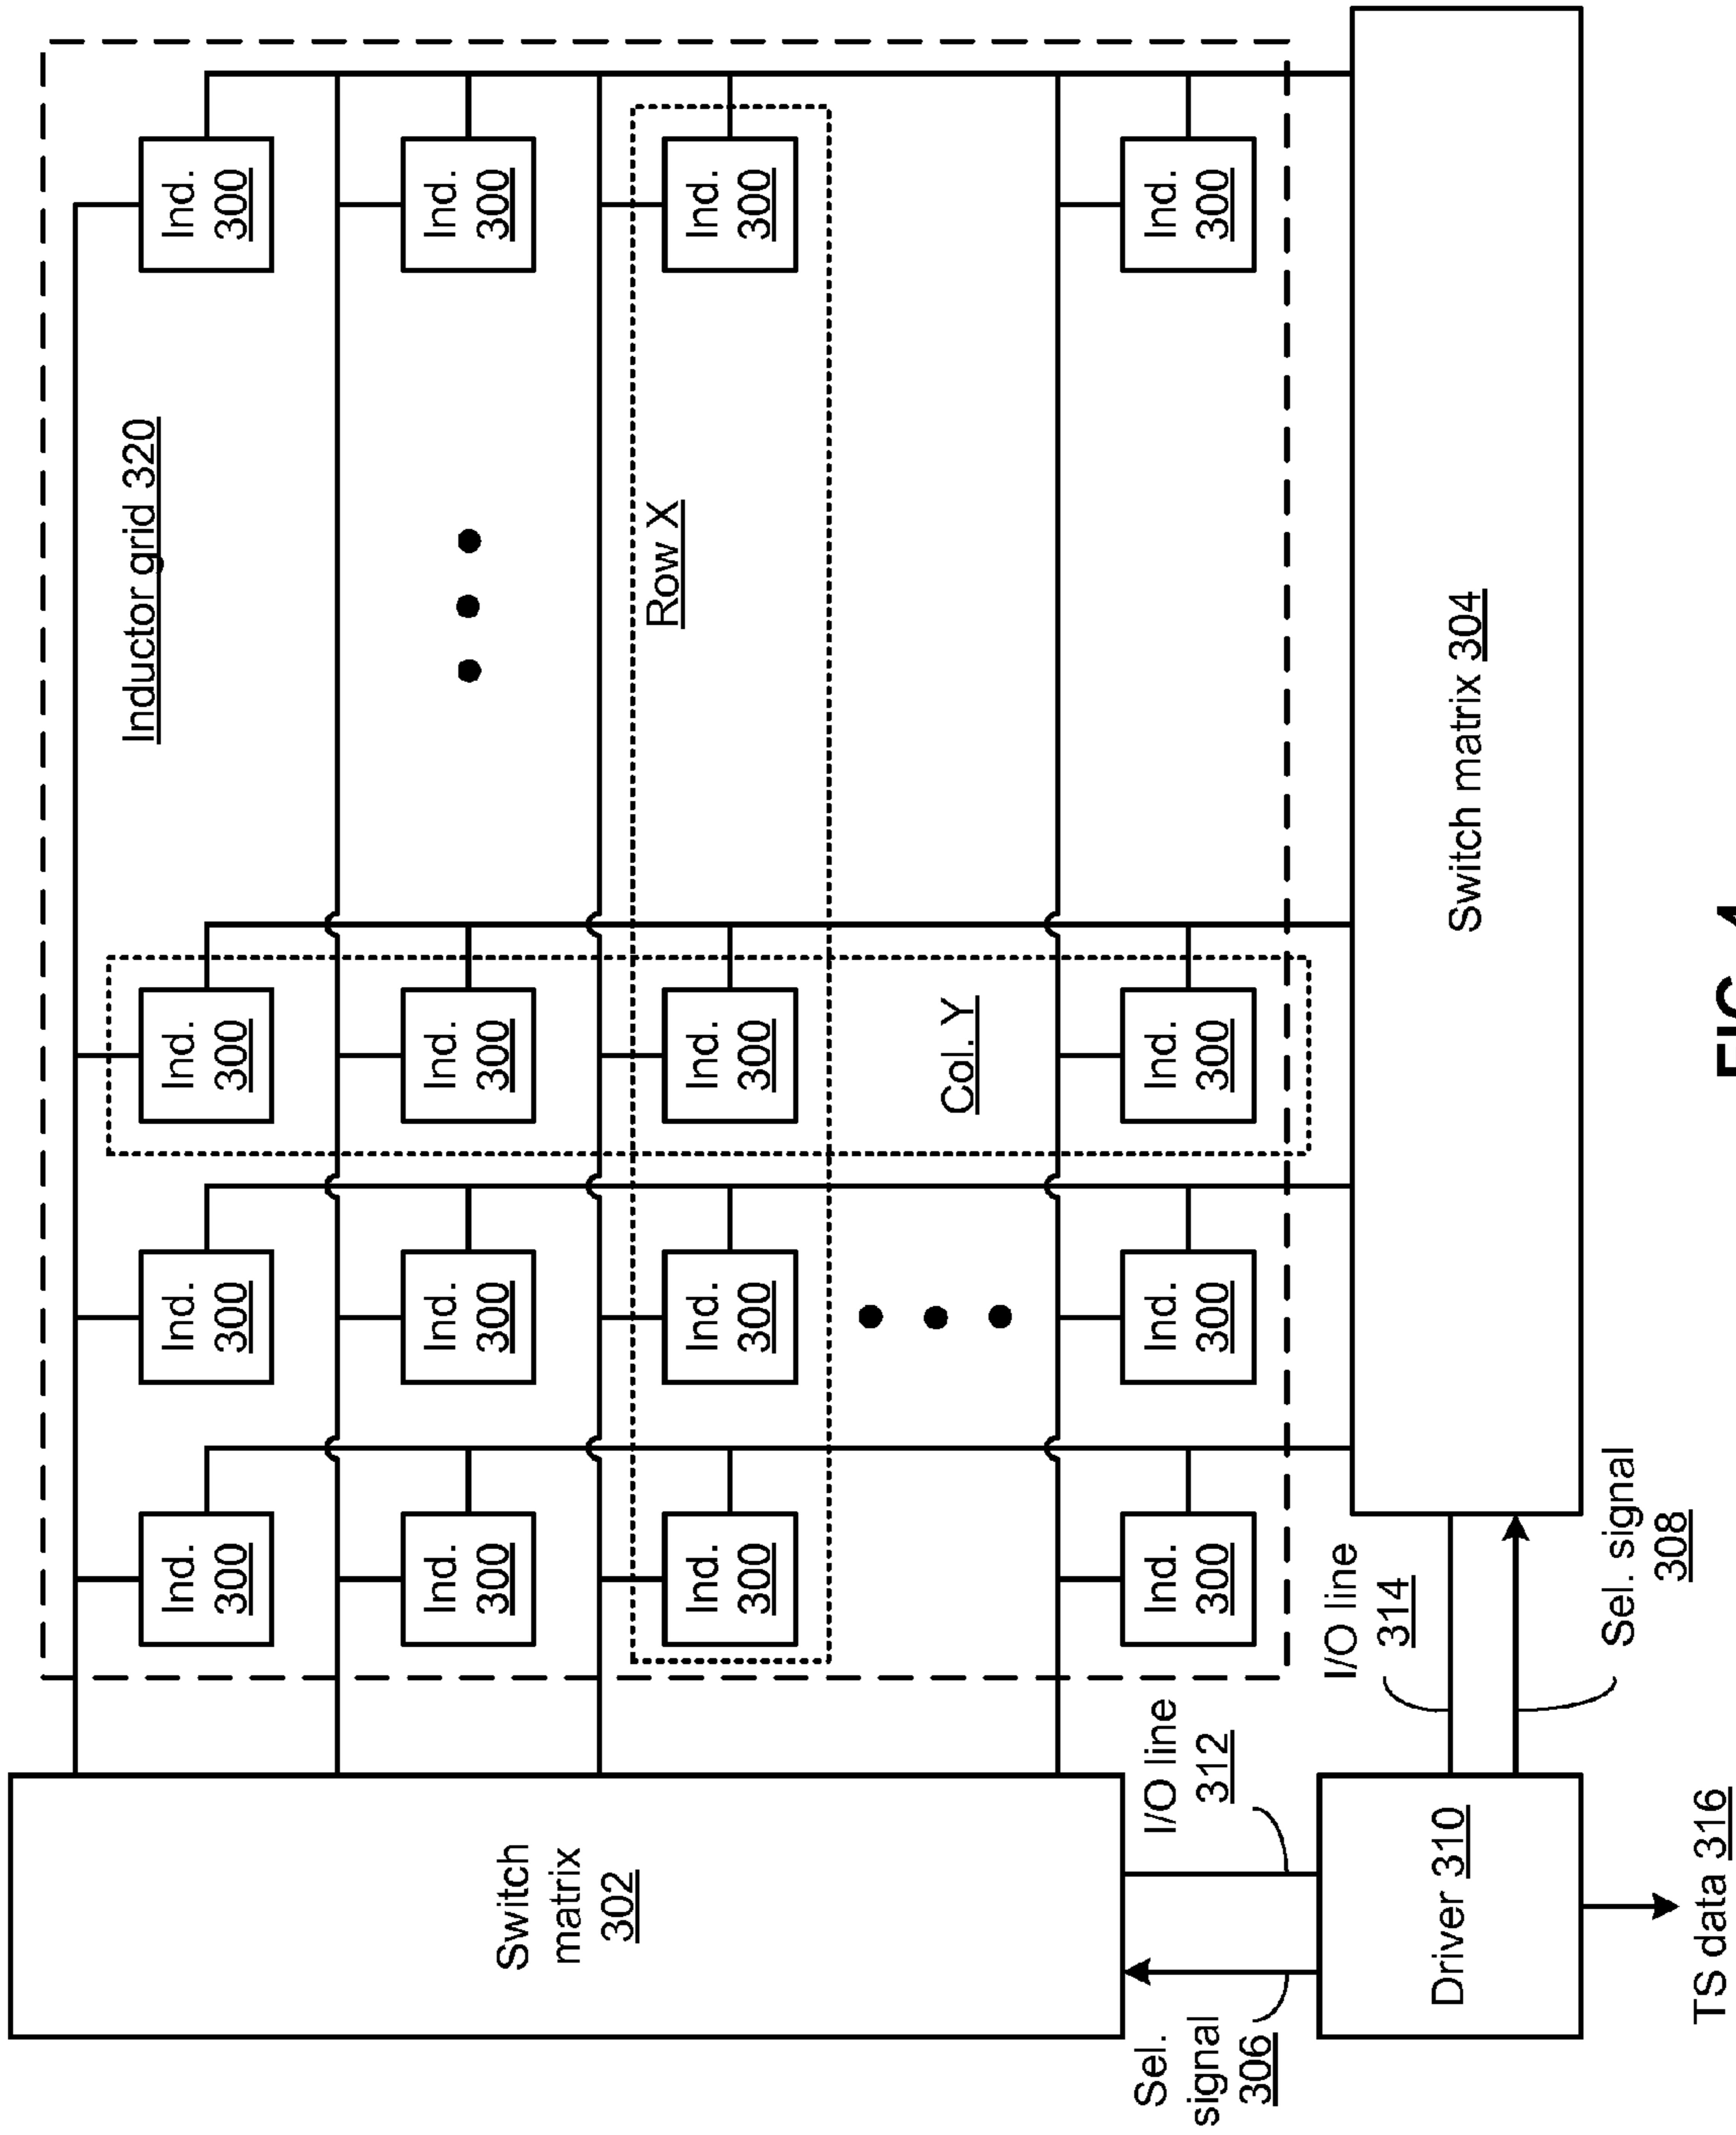 Inductor grid 320
Ind.
300
Ind.
300
Ind.
300
Ind.
300
Ind.
300
Ind.
300
Ind.
300
Ind.
300
Switch
matrix
302
Row X
Ind.
300
Ind.
300
Ind.
300
Ind.
300
Col. Y
Ind.
300
Ind.
300
Ind.
300
Ind.
300
Sel.
signal
306
I/O line
312
I/O line
314
Driver 310
Switch matrix 304
Sel. signal
308
TS data 316
FIG.